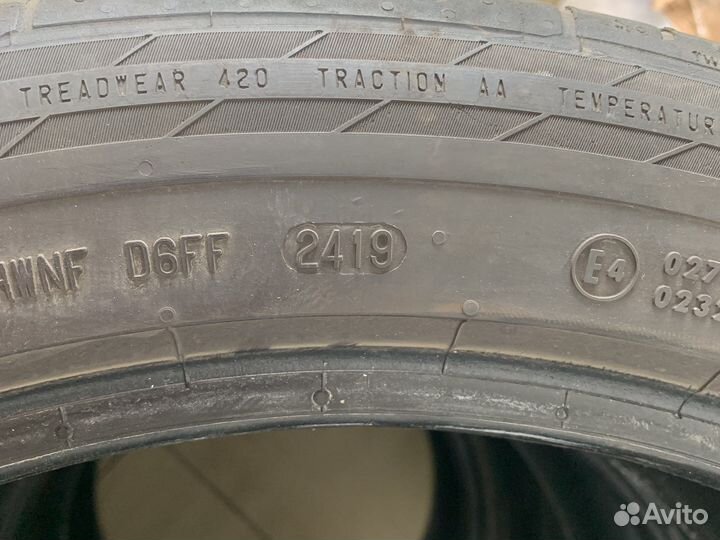 TREADWEAR 420 TRACTION AA TEMPERATUR
D6FF 2419 E4 027
0232
Avito